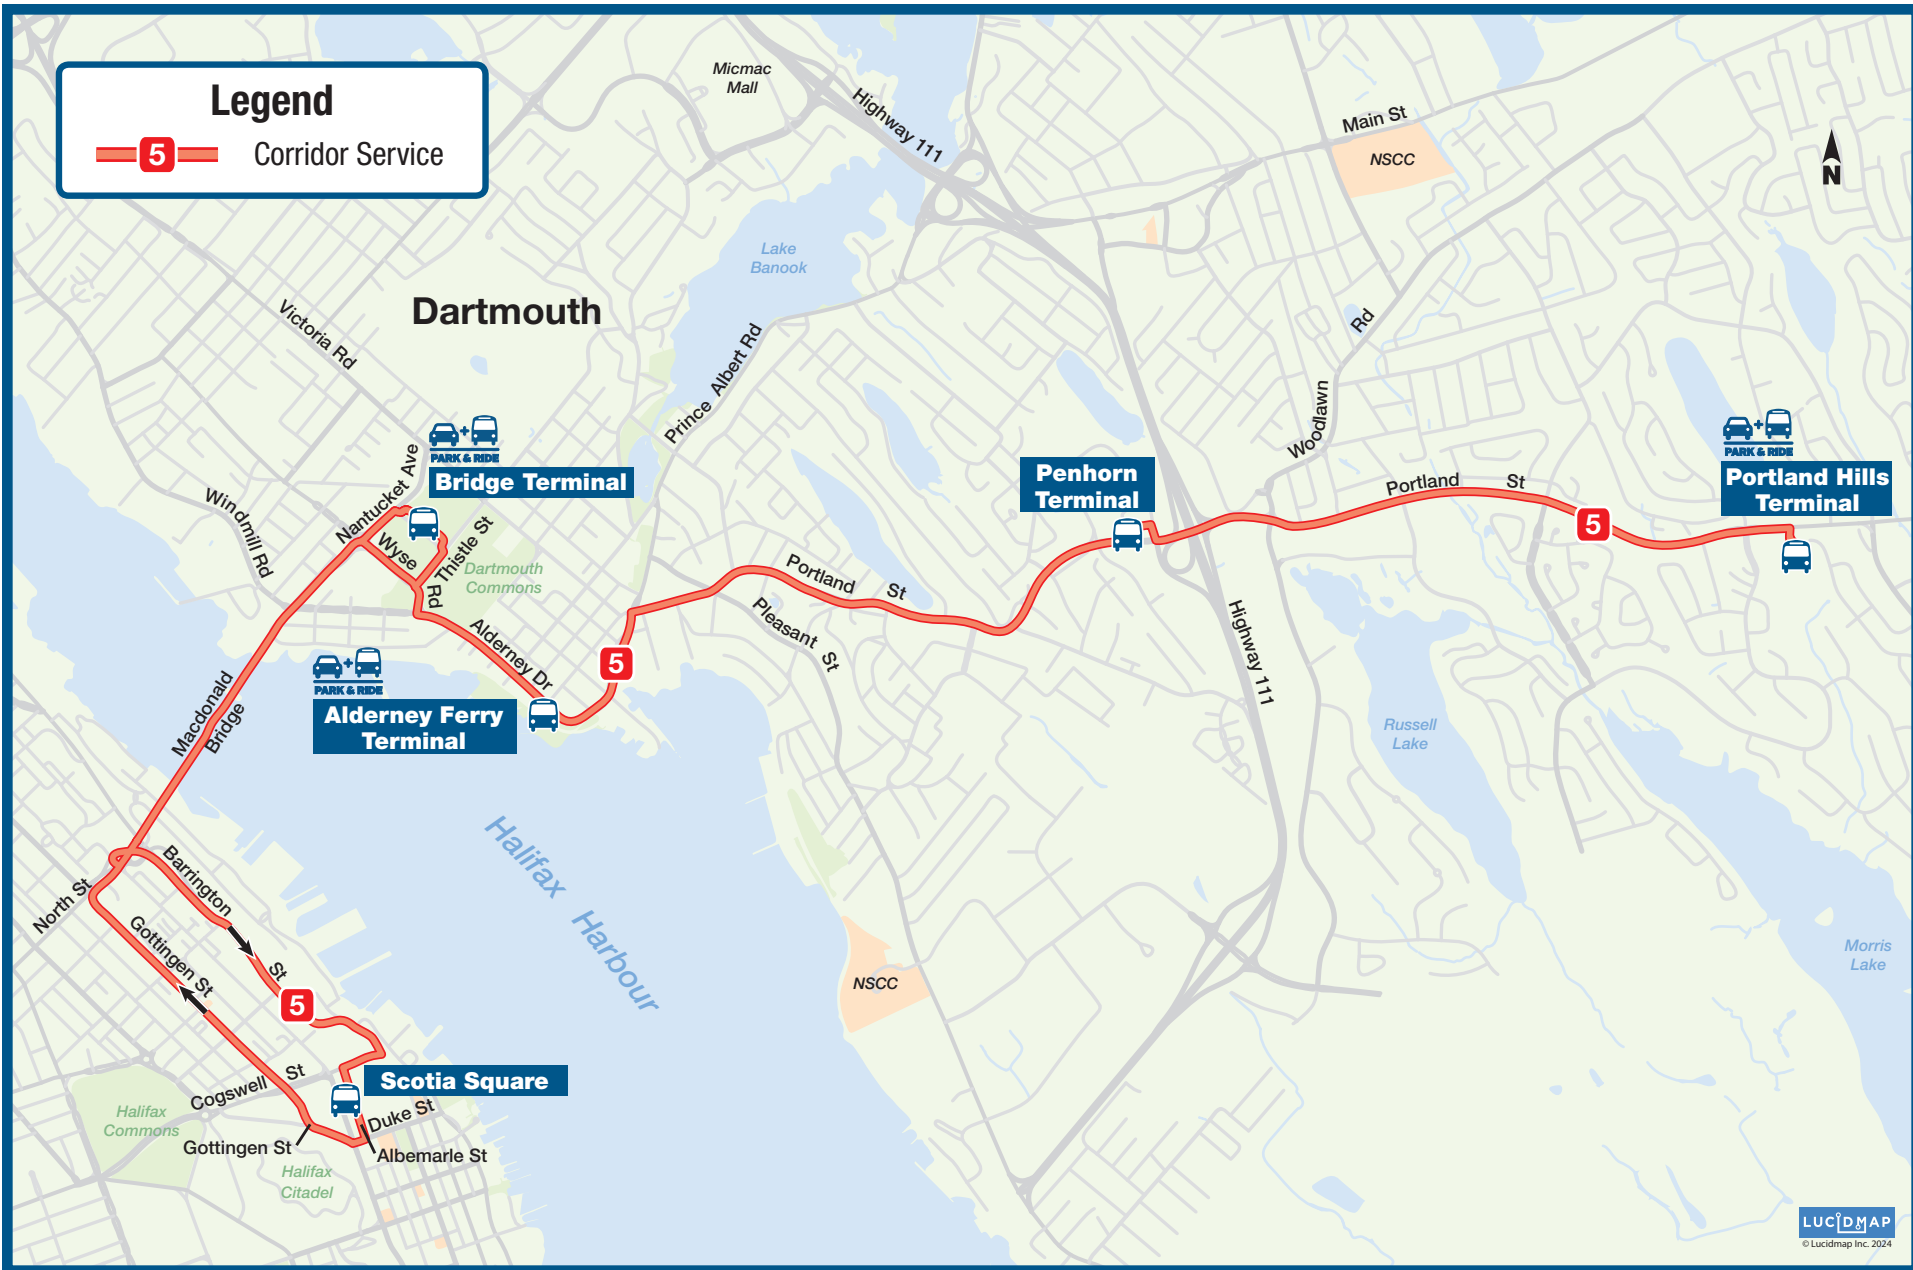 Legend
5 Corridor Service
Micmac
Mall
Highway 111
Main St
NSCC
N
Lake
Banook
Dartmouth
Victoria Rd
Prince Albert Rd
Woodlawn
Rd
PARK & RIDE
Bridge Terminal
Nantucket Ave
Windmill Rd
Wyse
Rd
Thistle St
Dartmouth
Commons
Penhorn
Terminal
Portland St
PARK & RIDE
Portland Hills
Terminal
5
Portland St
Pleasant St
Alderney Dr
5
Highway 111
PARK & RIDE
Alderney Ferry
Terminal
Macdonald
Bridge
Russell
Lake
Halifax Harbour
Barrington
St
North St
Gottingen St
5
NSCC
Morris
Lake
Scotia Square
Cogswell St
Duke St
Halifax
Commons
Gottingen St
Albemarle St
Halifax
Citadel
LUCIDMAP
© Lucidmap Inc. 2024